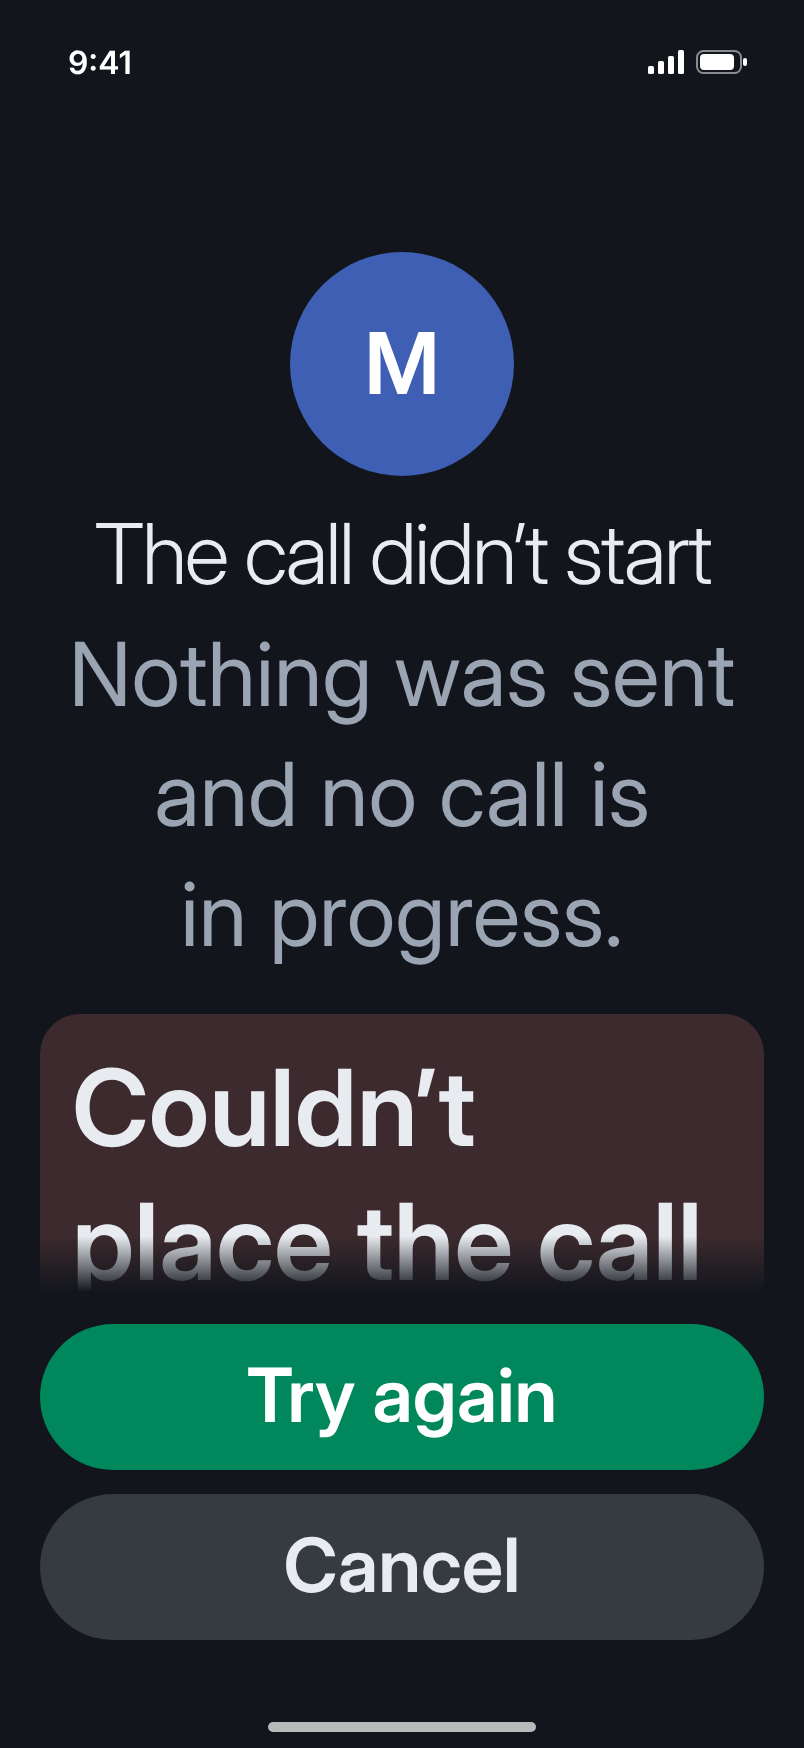 9:41
M
The call didn’t start
Nothing was sent
and no call is
in progress.
Couldn’t
place the call
Try again
Cancel